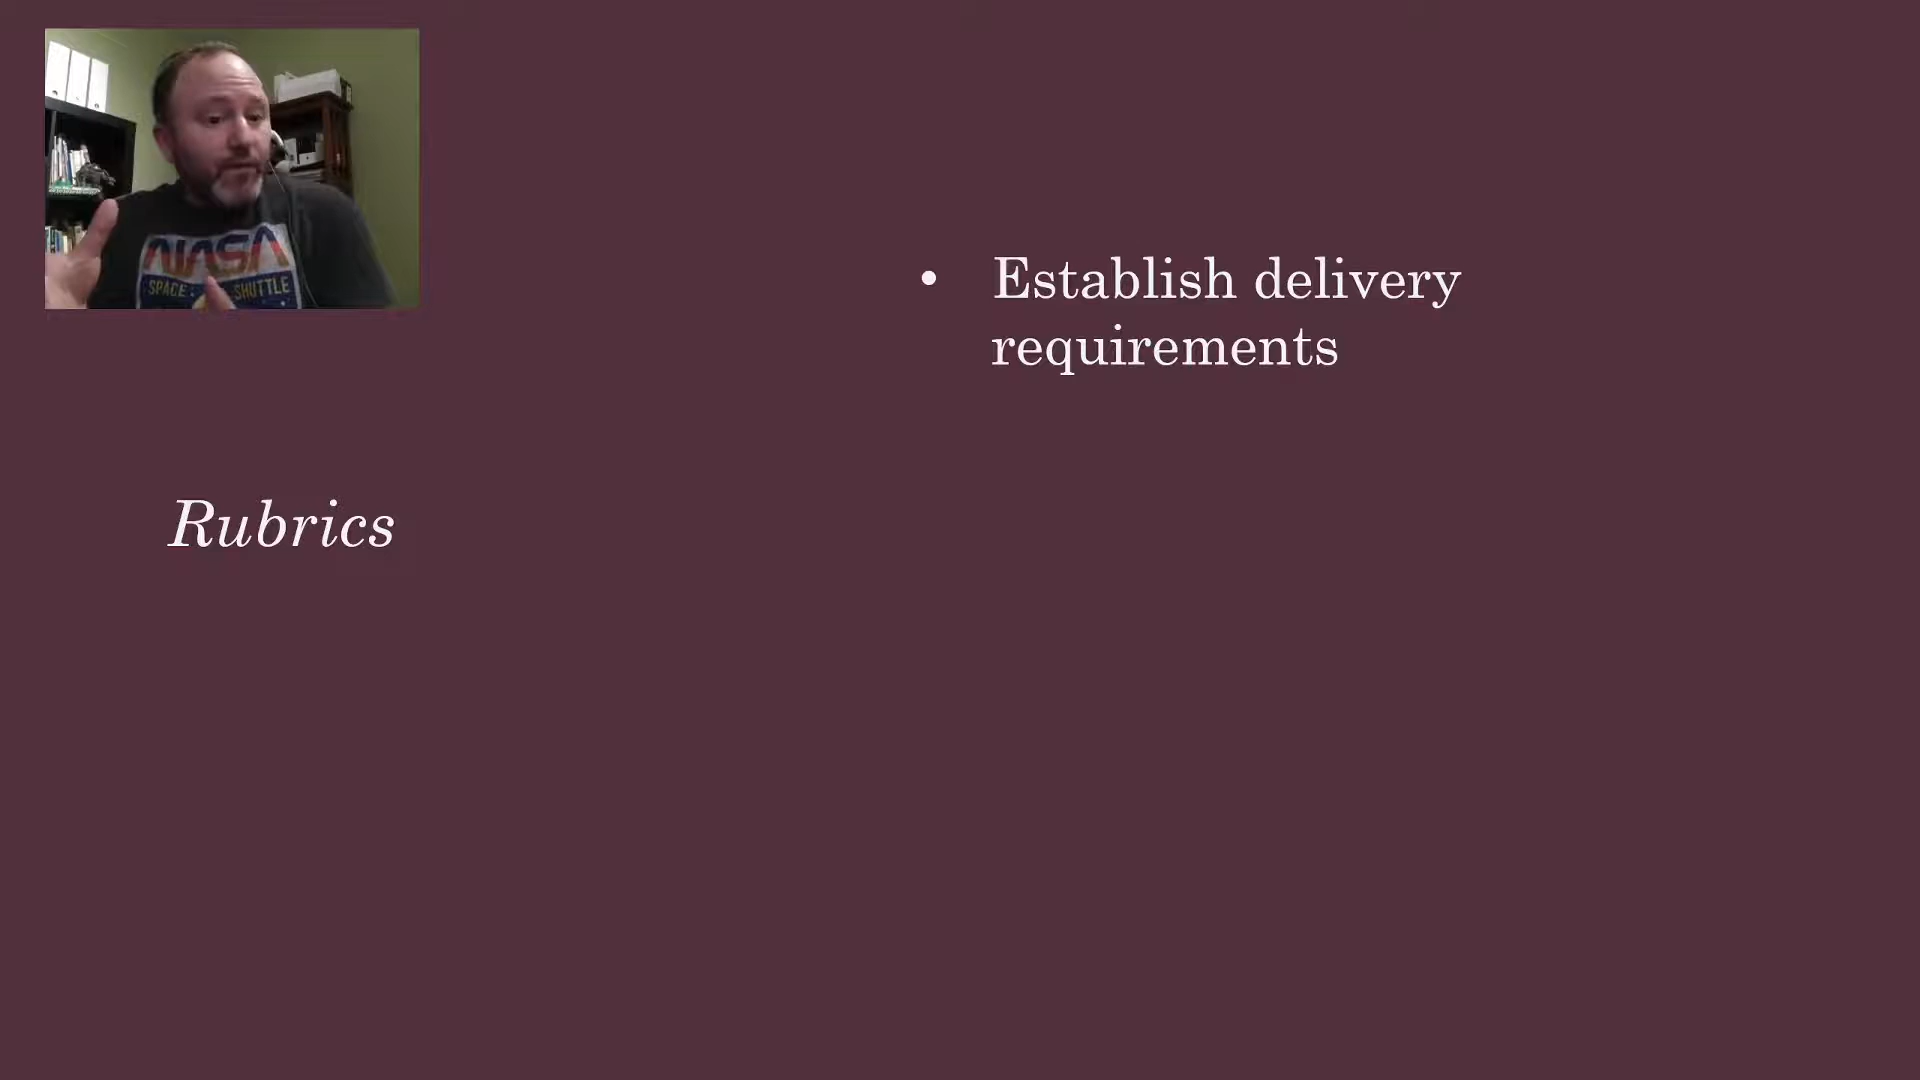 NASA
SPACE SHUTTLE
• Establish delivery
requirements
Rubrics